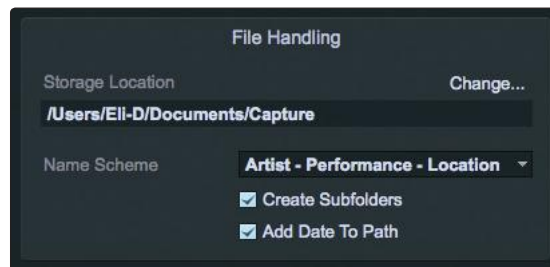 File Handling
Storage Location Change...
/Users/Eli-D/Documents/Capture
Name Scheme Artist - Performance - Location
Create Subfolders
Add Date To Path